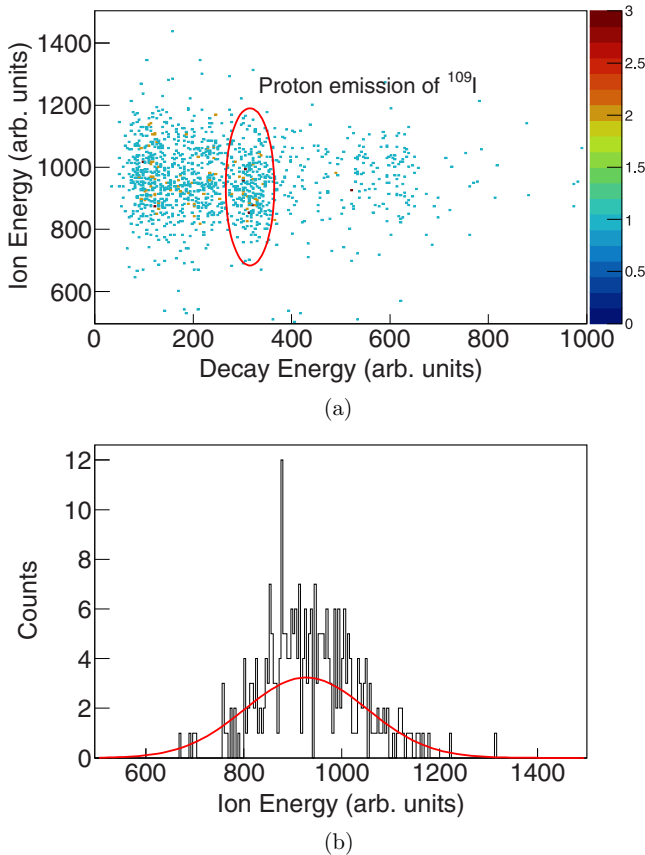 Ion Energy (arb. units)
1400
1200
1000
800
600
Proton emission of ¹⁰⁹I
0 200 400 600 800 1000
Decay Energy (arb. units)
3
2.5
2
1.5
1
0.5
0
(a)
Counts
12
10
8
6
4
2
0
600 800 1000 1200 1400
Ion Energy (arb. units)
(b)